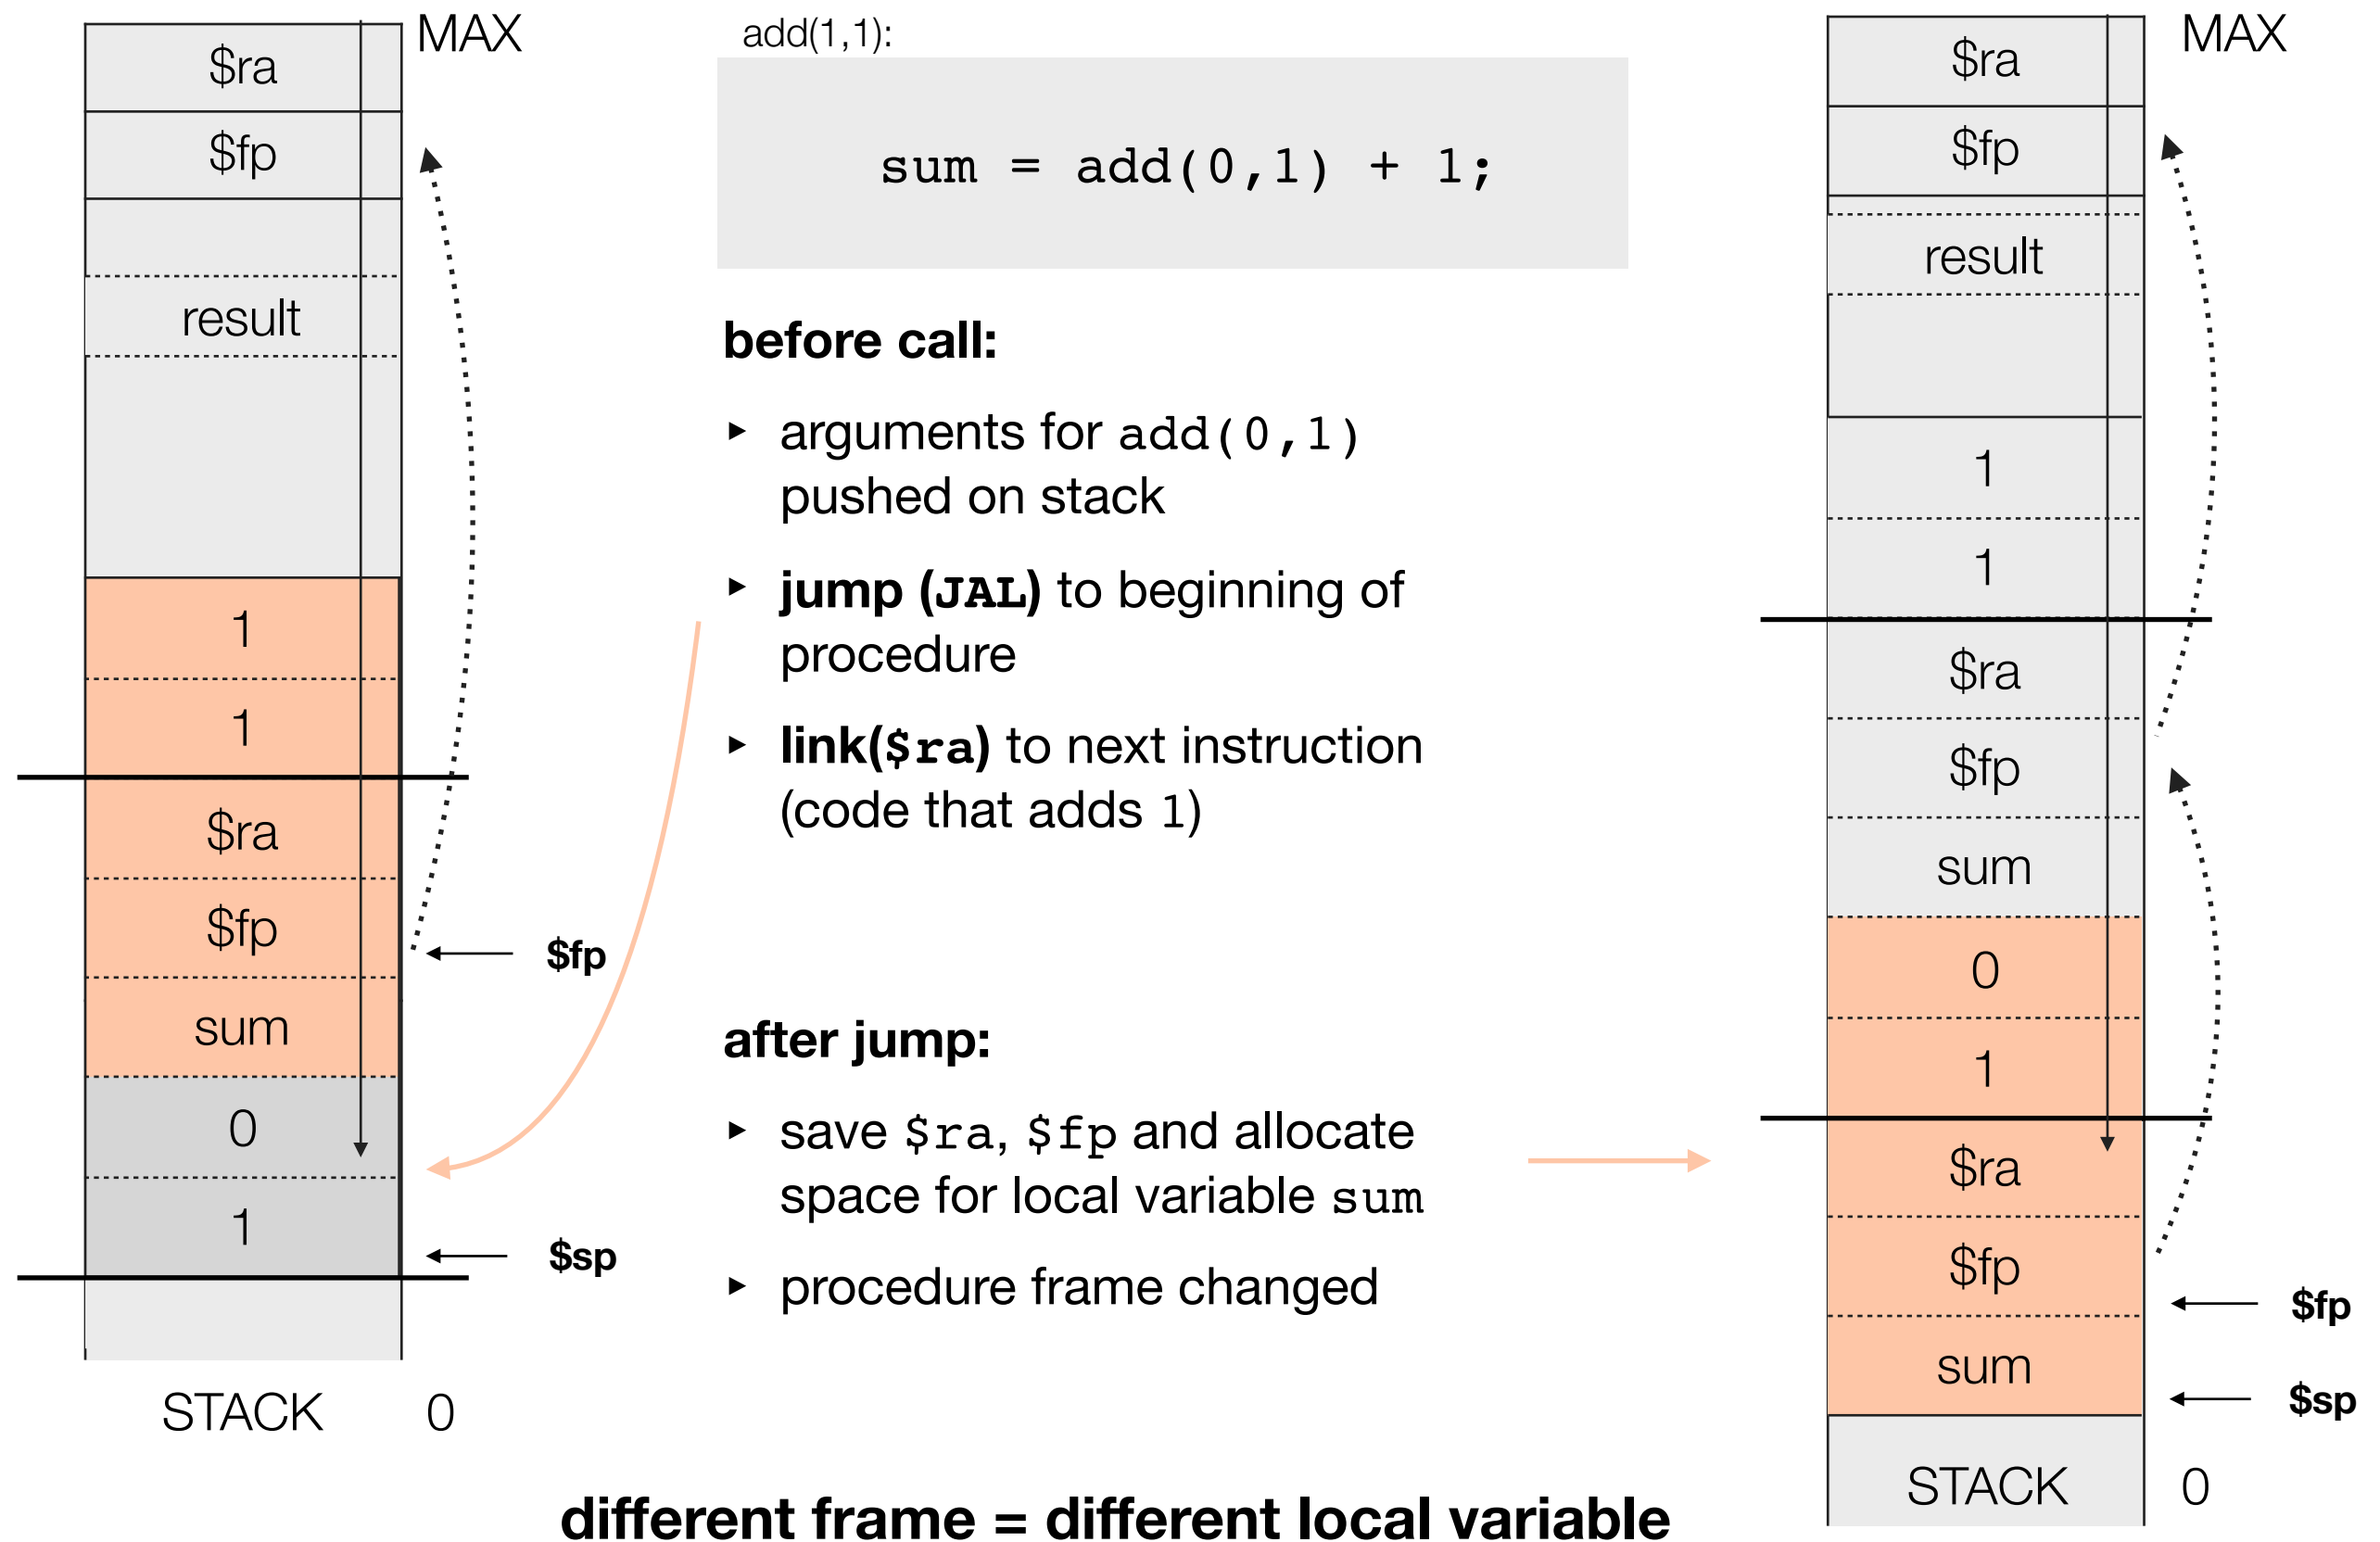 MAX
$ra
$fp
result
1
1
$ra
$fp
$fp
sum
0
1
$sp
STACK
0
add(1,1):
sum = add(0,1) + 1;
before call:
‣ arguments for add(0,1)
pushed on stack
‣ jump (JAL) to beginning of
procedure
‣ link($ra) to next instruction
(code that adds 1)
after jump:
‣ save $ra, $fp and allocate
space for local variable sum
‣ procedure frame changed
MAX
$ra
$fp
result
1
1
$ra
$fp
sum
0
1
$ra
$fp
$fp
sum
$sp
STACK
0
different frame = different local variable